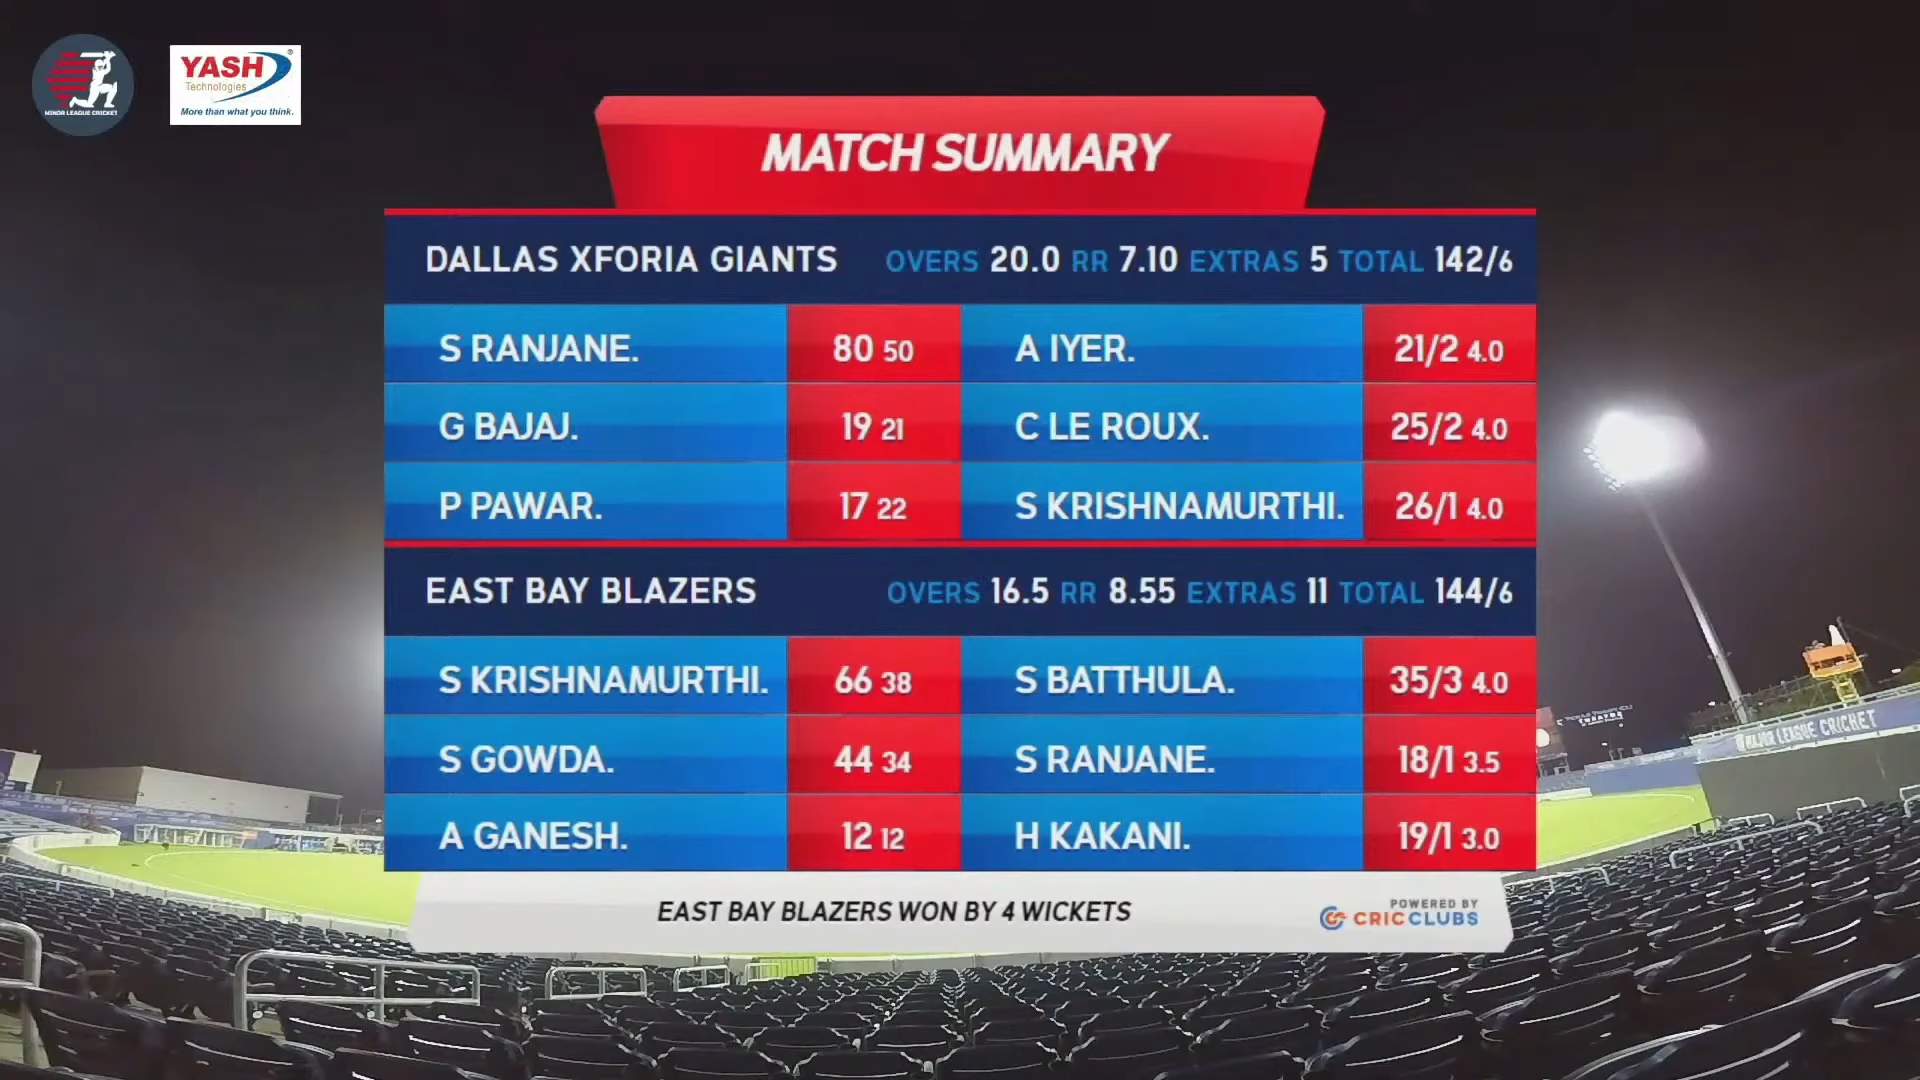 MINOR LEAGUE CRICKET
YASH®
Technologies
More than what you think.
MATCH SUMMARY
DALLAS XFORIA GIANTS OVERS 20.0 RR 7.10 EXTRAS 5 TOTAL 142/6
S RANJANE. 80 50 A IYER. 21/2 4.0
G BAJAJ. 19 21 C LE ROUX. 25/2 4.0
P PAWAR. 17 22 S KRISHNAMURTHI. 26/1 4.0
EAST BAY BLAZERS OVERS 16.5 RR 8.55 EXTRAS 11 TOTAL 144/6
S KRISHNAMURTHI. 66 38 S BATTHULA. 35/3 4.0
S GOWDA. 44 34 S RANJANE. 18/1 3.5
A GANESH. 12 12 H KAKANI. 19/1 3.0
EAST BAY BLAZERS WON BY 4 WICKETS
POWERED BY
CRICCLUBS
MAJOR LEAGUE CRICKET
THEATRE